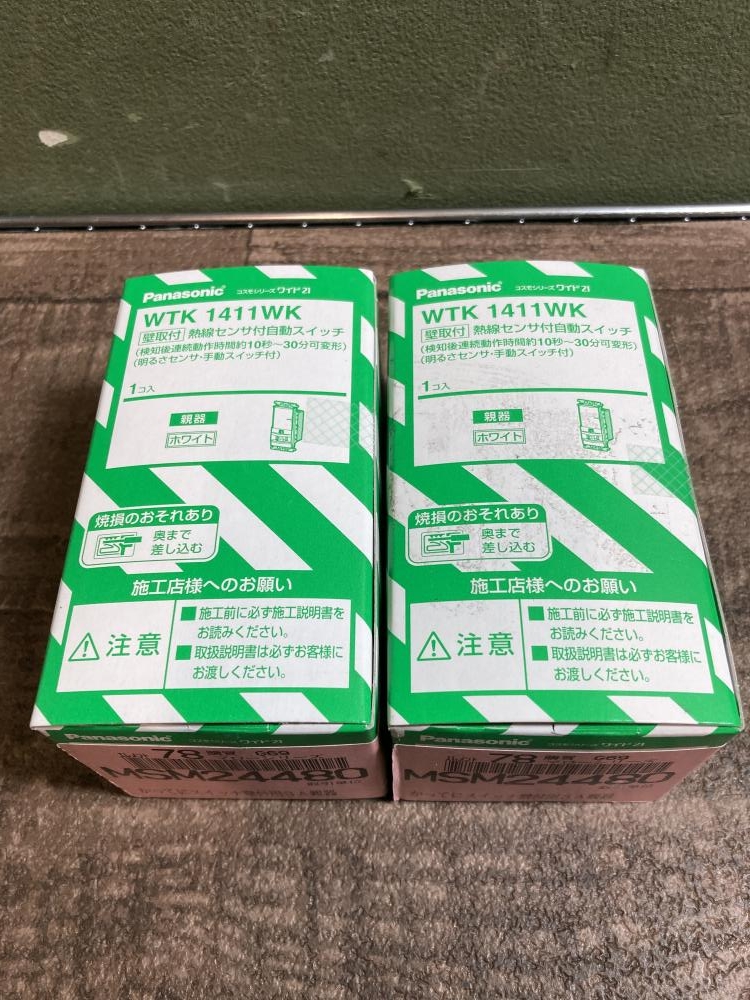 Panasonic コスモシリーズ ワイド21
WTK 1411WK
壁取付 熱線センサ付自動スイッチ
(検知後連続動作時間約10秒〜30分可変形)
(明るさセンサ・手動スイッチ付)
1コ入
親器
ホワイト
焼損のおそれあり
奥まで
差し込む
施工店様へのお願い
注意
■施工前に必ず施工説明書を
お読みください。
■取扱説明書は必ずお客様に
お渡しください。
Panasonic コスモシリーズ ワイド21
78 G69
MSM24480
Panasonic コスモシリーズ ワイド21
WTK 1411WK
壁取付 熱線センサ付自動スイッチ
(検知後連続動作時間約10秒〜30分可変形)
(明るさセンサ・手動スイッチ付)
1コ入
親器
ホワイト
焼損のおそれあり
奥まで
差し込む
施工店様へのお願い
注意
■施工前に必ず施工説明書を
お読みください。
■取扱説明書は必ずお客様に
お渡しください。
Panasonic コスモシリーズ ワイド21
78 G69
MSM24480